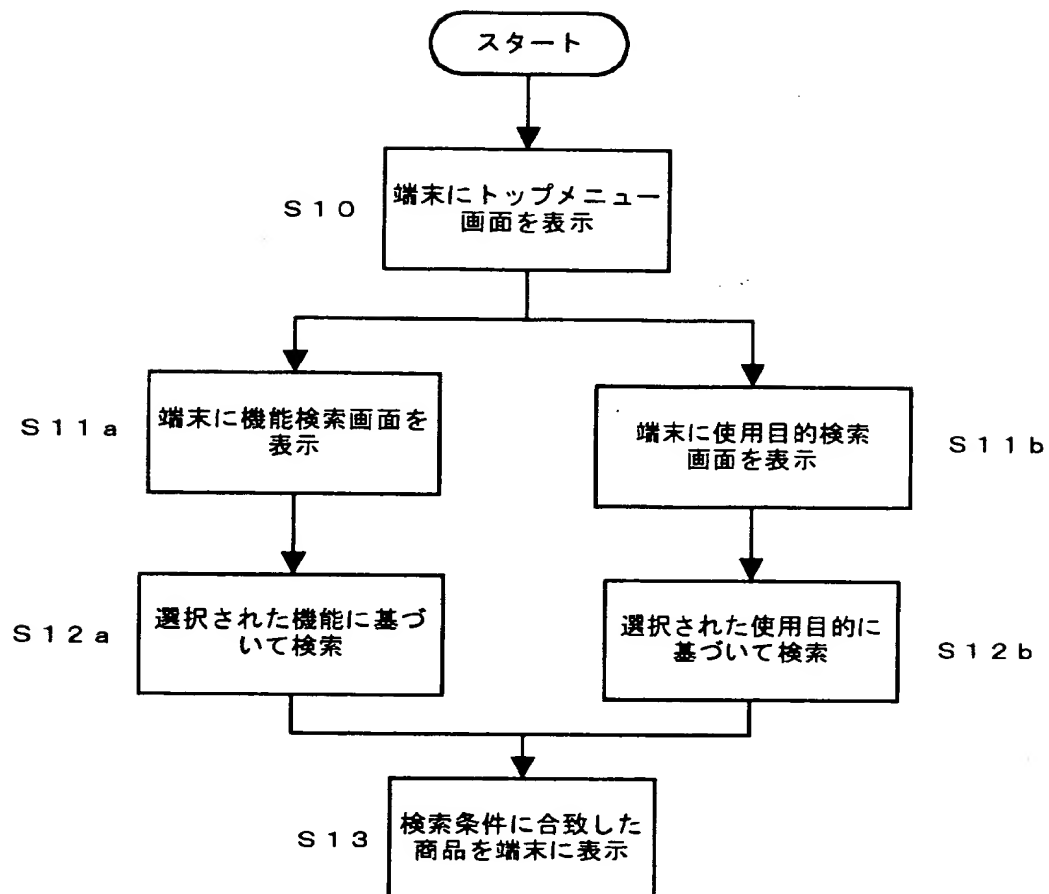 スタート
S10
端末にトップメニュー
画面を表示
S11a
端末に機能検索画面を
表示
端末に使用目的検索
画面を表示
S11b
S12a
選択された機能に基づ
いて検索
選択された使用目的に
基づいて検索
S12b
S13
検索条件に合致した
商品を端末に表示